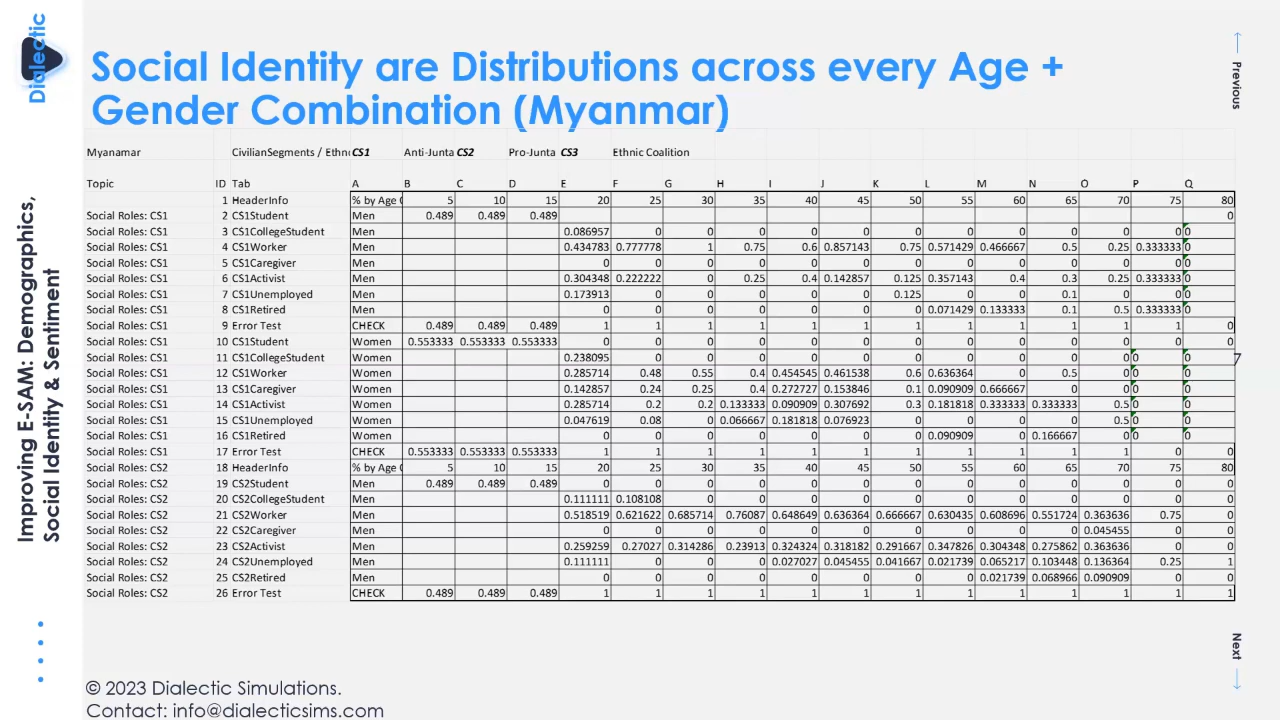 Dialectic
Improving E-SAM: Demographics,
Social Identity & Sentiment
Social Identity are Distributions across every Age +
Gender Combination (Myanmar)
Previous
Myanamar CivilianSegments / Ethn CS1 Anti-Junta CS2 Pro-Junta CS3 Ethnic Coalition
Topic ID Tab A B C D E F G H I J K L M N O P Q
1 HeaderInfo % by Age 5 10 15 20 25 30 35 40 45 50 55 60 65 70 75 80
Social Roles: CS1 2 CS1Student Men 0.489 0.489 0.489 0
Social Roles: CS1 3 CS1CollegeStudent Men 0.086957 0 0 0 0 0 0 0 0 0 0 0 0
Social Roles: CS1 4 CS1Worker Men 0.434783 0.777778 1 0.75 0.6 0.857143 0.75 0.571429 0.466667 0.5 0.25 0.333333 0
Social Roles: CS1 5 CS1Caregiver Men 0 0 0 0 0 0 0 0 0 0 0 0 0
Social Roles: CS1 6 CS1Activist Men 0.304348 0.222222 0 0.25 0.4 0.142857 0.125 0.357143 0.4 0.3 0.25 0.333333 0
Social Roles: CS1 7 CS1Unemployed Men 0.173913 0 0 0 0 0 0.125 0 0 0.1 0 0 0
Social Roles: CS1 8 CS1Retired Men 0 0 0 0 0 0 0 0.071429 0.133333 0.1 0.5 0.333333 0
Social Roles: CS1 9 Error Test CHECK 0.489 0.489 0.489 1 1 1 1 1 1 1 1 1 1 1 1 0
Social Roles: CS1 10 CS1Student Women 0.553333 0.553333 0.553333 0 0 0 0 0 0 0 0 0 0 0 0 0
Social Roles: CS1 11 CS1CollegeStudent Women 0.238095 0 0 0 0 0 0 0 0 0 0 0 0
Social Roles: CS1 12 CS1Worker Women 0.285714 0.48 0.55 0.4 0.454545 0.461538 0.6 0.636364 0 0.5 0 0 0
Social Roles: CS1 13 CS1Caregiver Women 0.142857 0.24 0.25 0.4 0.272727 0.153846 0.1 0.090909 0.666667 0 0 0 0
Social Roles: CS1 14 CS1Activist Women 0.285714 0.2 0.2 0.133333 0.090909 0.307692 0.3 0.181818 0.333333 0.333333 0.5 0 0
Social Roles: CS1 15 CS1Unemployed Women 0.047619 0.08 0 0.066667 0.181818 0.076923 0 0 0 0 0.5 0 0
Social Roles: CS1 16 CS1Retired Women 0 0 0 0 0 0 0 0.090909 0 0.166667 0 0 0
Social Roles: CS1 17 Error Test CHECK 0.553333 0.553333 0.553333 1 1 1 1 1 1 1 1 1 1 1 0 0
Social Roles: CS2 18 HeaderInfo % by Age 5 10 15 20 25 30 35 40 45 50 55 60 65 70 75 80
Social Roles: CS2 19 CS2Student Men 0.489 0.489 0.489 0 0 0 0 0 0 0 0 0 0 0 0 0
Social Roles: CS2 20 CS2CollegeStudent Men 0.111111 0.108108 0 0 0 0 0 0 0 0 0 0 0
Social Roles: CS2 21 CS2Worker Men 0.518519 0.621622 0.685714 0.76087 0.648649 0.636364 0.666667 0.630435 0.608696 0.551724 0.363636 0.75 0
Social Roles: CS2 22 CS2Caregiver Men 0 0 0 0 0 0 0 0 0 0 0.045455 0 0
Social Roles: CS2 23 CS2Activist Men 0.259259 0.27027 0.314286 0.23913 0.324324 0.318182 0.291667 0.347826 0.304348 0.275862 0.363636 0 0
Social Roles: CS2 24 CS2Unemployed Men 0.111111 0 0 0 0.027027 0.045455 0.041667 0.021739 0.065217 0.103448 0.136364 0.25 1
Social Roles: CS2 25 CS2Retired Men 0 0 0 0 0 0 0 0 0.021739 0.068966 0.090909 0 0
Social Roles: CS2 26 Error Test CHECK 0.489 0.489 0.489 1 1 1 1 1 1 1 1 1 1 1 1 1
7
Next
© 2023 Dialectic Simulations.
Contact: info@dialecticsims.com